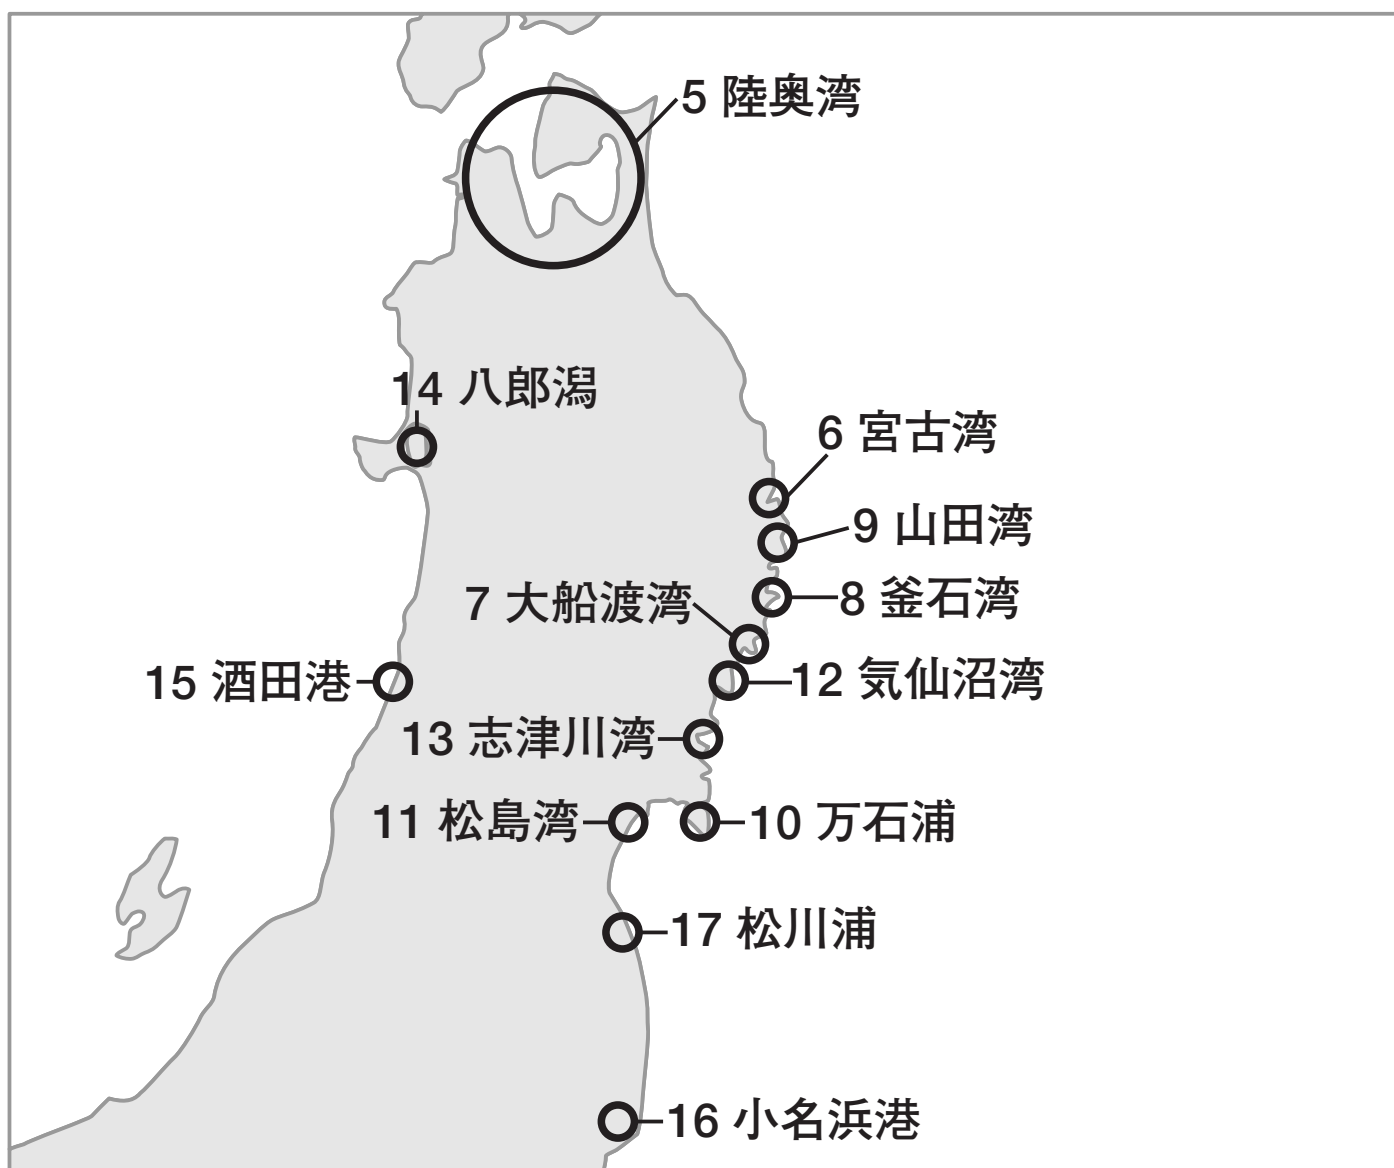 5 陸奥湾
14 八郎潟
6 宮古湾
9 山田湾
7 大船渡湾
8 釜石湾
15 酒田港
12 気仙沼湾
13 志津川湾
11 松島湾
10 万石浦
17 松川浦
16 小名浜港